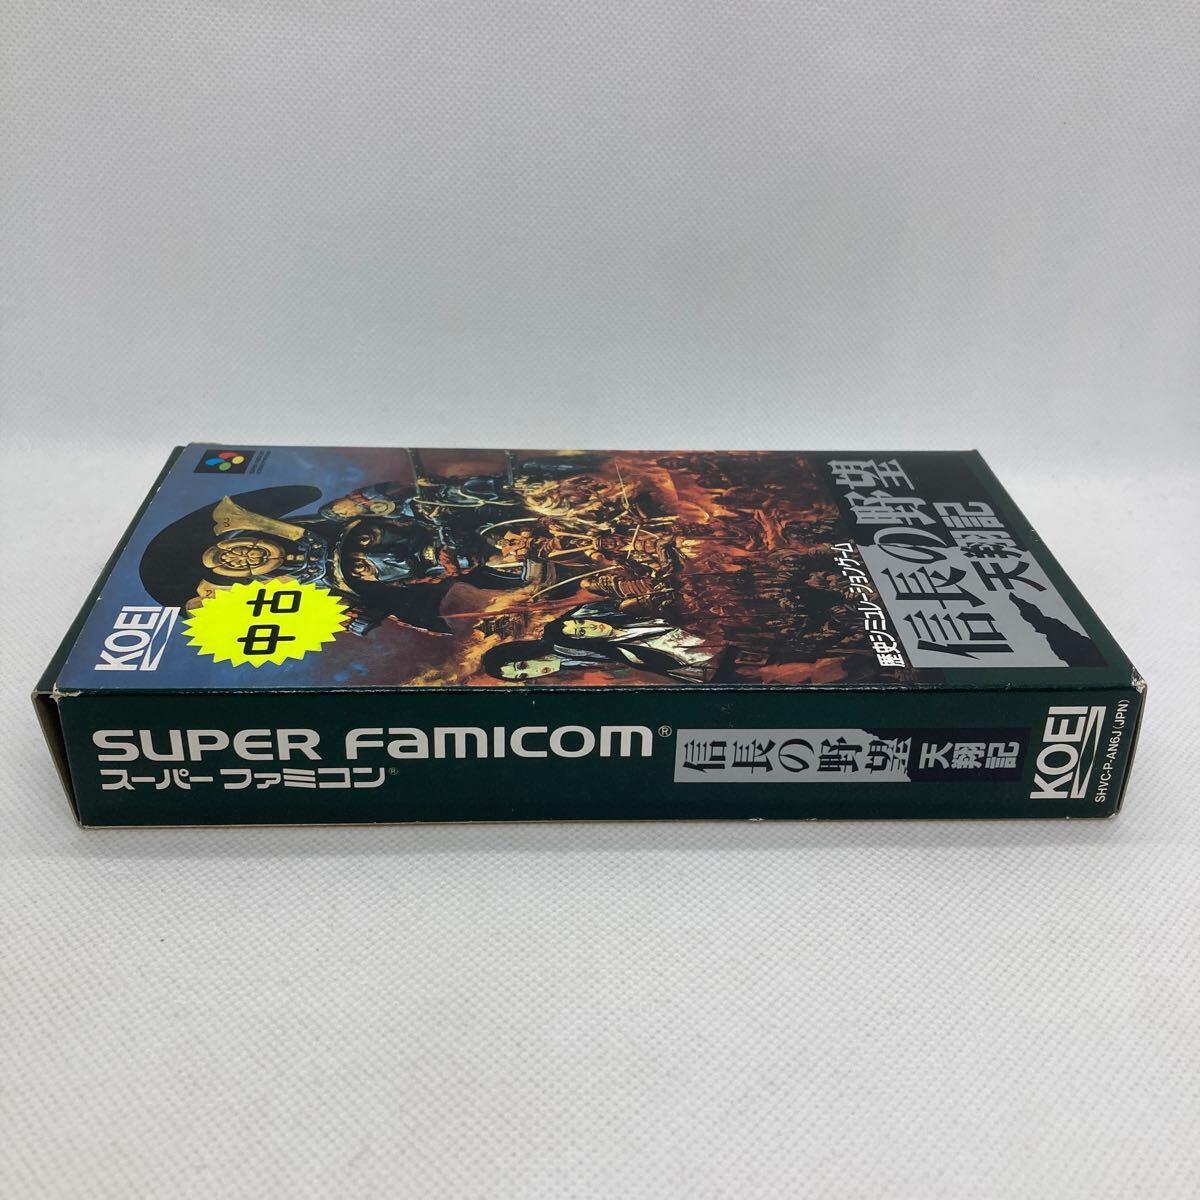 KOEI
中古
歴史シミュレーションゲーム
信長の野望
天翔記
SUPER FAMICOM®
スーパーファミコン®
信長の野望 天翔記
KOEI
SHVC-P-AN6J(JPN)